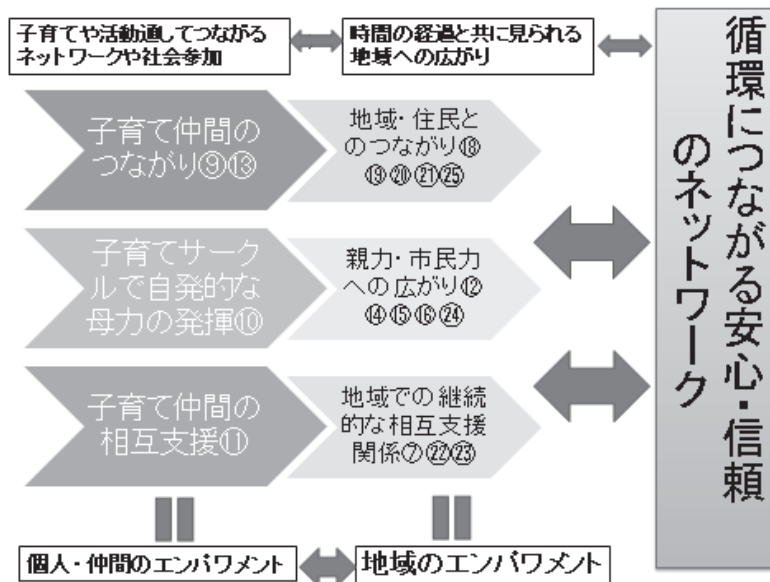 子育てや活動通してつながる
ネットワークや社会参加
時間の経過と共に見られる
地域への広がり
子育て仲間の
つながり⑨⑬
地域・住民と
のつながり⑱
⑲⑳㉑㉕
子育てサーク
ルで自発的な
母力の発揮⑩
親力・市民力
への広がり⑫
⑭⑮⑯㉔
子育て仲間の
相互支援⑪
地域での継続
的な相互支援
関係⑦㉒㉓
個人・仲間のエンパワメント
地域のエンパワメント
循環につながる安心・信頼
のネットワーク